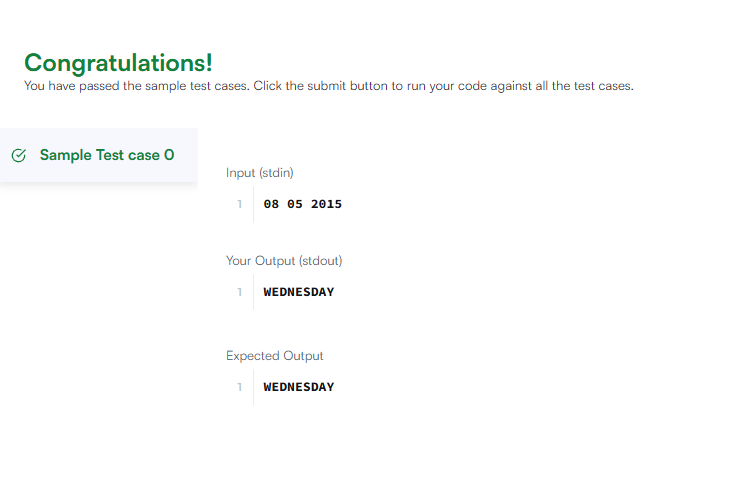 Congratulations!
You have passed the sample test cases. Click the submit button to run your code against all the test cases.
Sample Test case 0
Input (stdin)
1 08 05 2015
Your Output (stdout)
1 WEDNESDAY
Expected Output
1 WEDNESDAY